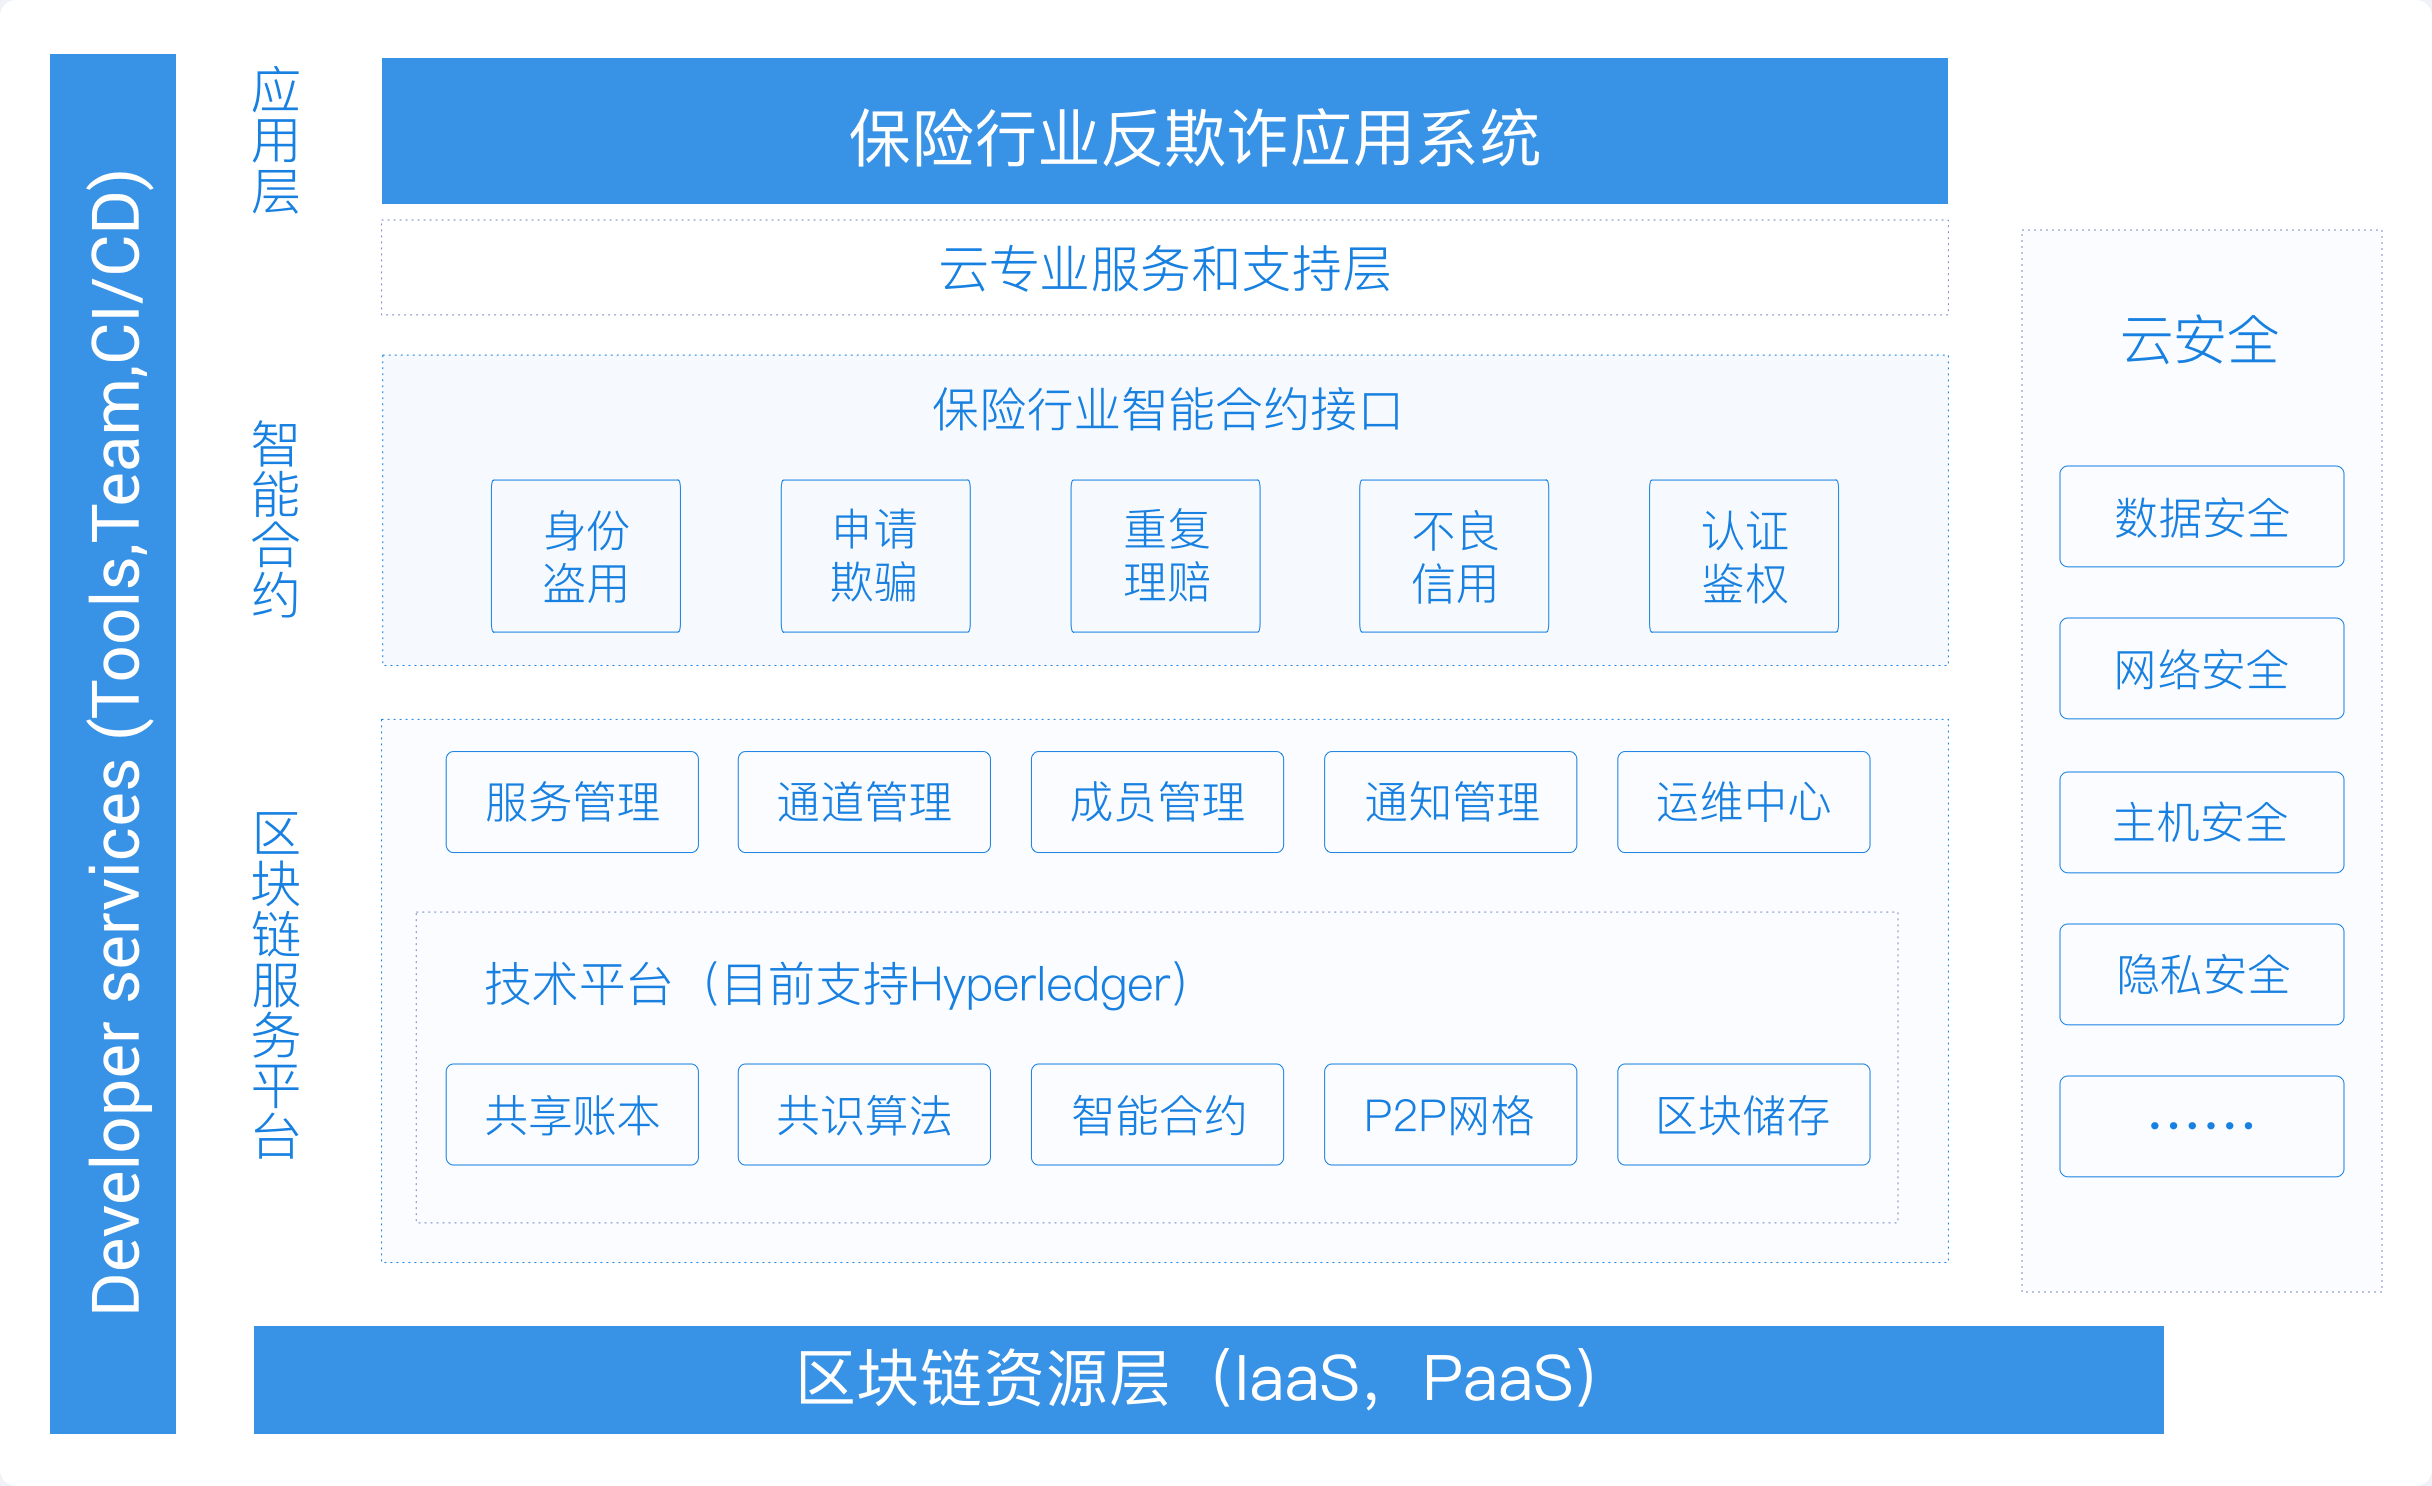 Developer services (Tools,Team,CI/CD)
应用层
保险行业反欺诈应用系统
云专业服务和支持层
智能合约
保险行业智能合约接口
身份
盗用
申请
欺骗
重复
理赔
不良
信用
认证
鉴权
区块链服务平台
服务管理
通道管理
成员管理
通知管理
运维中心
技术平台（目前支持Hyperledger）
共享账本
共识算法
智能合约
P2P网格
区块储存
云安全
数据安全
网络安全
主机安全
隐私安全
······
区块链资源层（IaaS，PaaS）